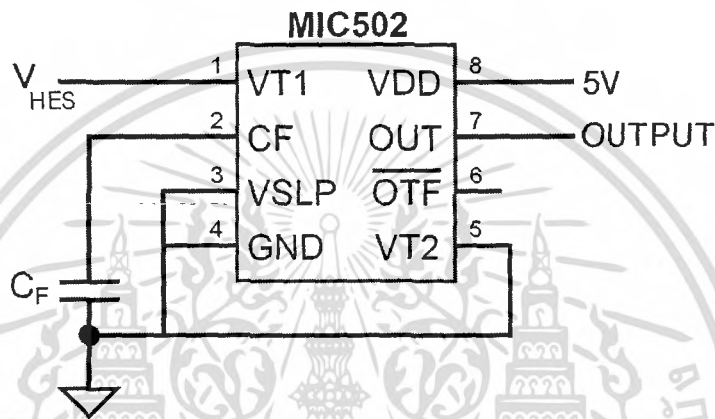 MIC502
V HES
1 VT1 VDD 8 5V
2 CF OUT 7 OUTPUT
3 VSLP OTF 6
4 GND VT2 5
CF